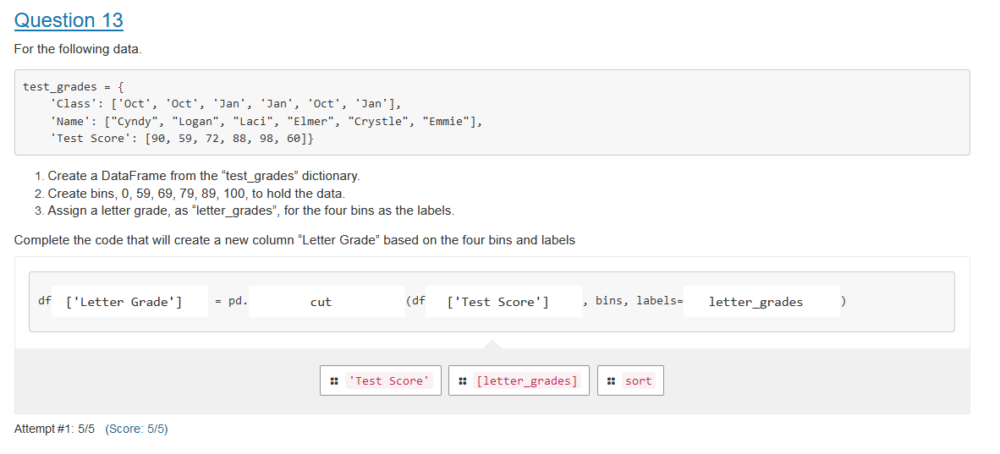 Question 13
For the following data.
test_grades = {
    'Class': ['Oct', 'Oct', 'Jan', 'Jan', 'Oct', 'Jan'],
    'Name': ["Cyndy", "Logan", "Laci", "Elmer", "Crystle", "Emmie"],
    'Test Score': [90, 59, 72, 88, 98, 60]}
1. Create a DataFrame from the “test_grades” dictionary.
2. Create bins, 0, 59, 69, 79, 89, 100, to hold the data.
3. Assign a letter grade, as “letter_grades”, for the four bins as the labels.
Complete the code that will create a new column “Letter Grade” based on the four bins and labels
df ['Letter Grade'] = pd. cut (df ['Test Score'] , bins, labels= letter_grades )
'Test Score' [letter_grades] sort
Attempt #1: 5/5 (Score: 5/5)